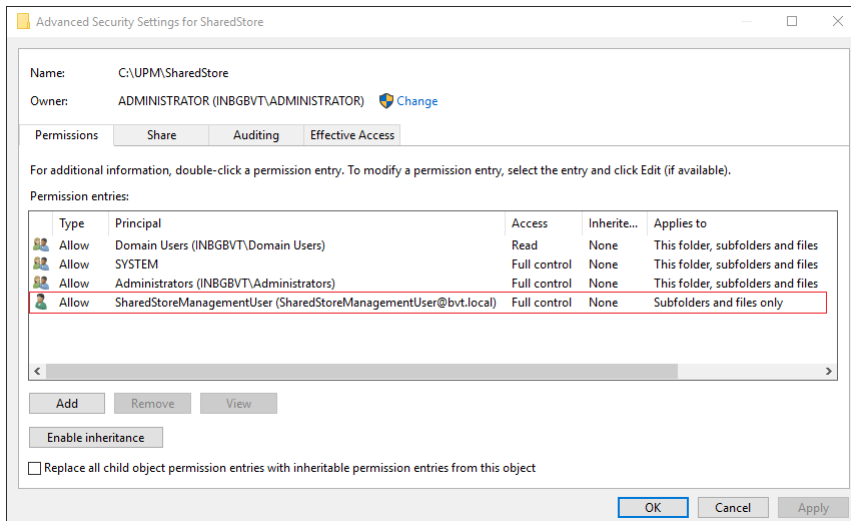 Advanced Security Settings for SharedStore
Name: C:\UPM\SharedStore
Owner: ADMINISTRATOR (INBGBVT\ADMINISTRATOR) Change
Permissions Share Auditing Effective Access
For additional information, double-click a permission entry. To modify a permission entry, select the entry and click Edit (if available).
Permission entries:
Type Principal Access Inherite... Applies to
Allow Domain Users (INBGBVT\Domain Users) Read None This folder, subfolders and files
Allow SYSTEM Full control None This folder, subfolders and files
Allow Administrators (INBGBVT\Administrators) Full control None This folder, subfolders and files
Allow SharedStoreManagementUser (SharedStoreManagementUser@bvt.local) Full control None Subfolders and files only
Add Remove View
Enable inheritance
Replace all child object permission entries with inheritable permission entries from this object
OK Cancel Apply